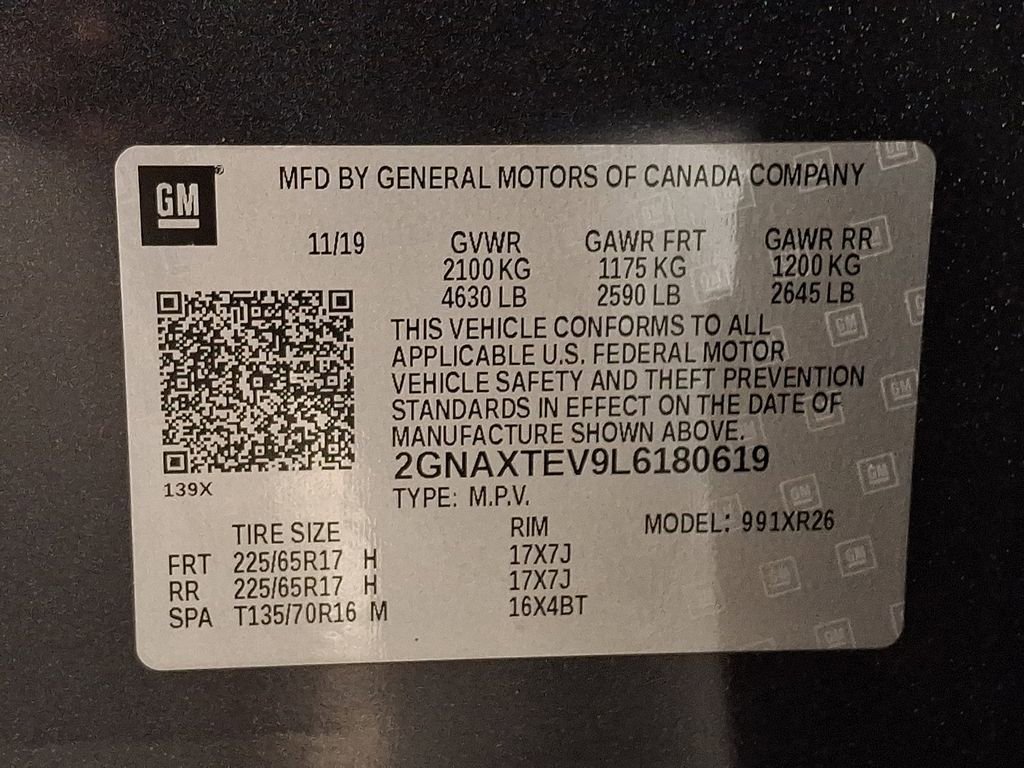 GM
MFD BY GENERAL MOTORS OF CANADA COMPANY
11/19 GVWR GAWR FRT GAWR RR
2100 KG 1175 KG 1200 KG
4630 LB 2590 LB 2645 LB
THIS VEHICLE CONFORMS TO ALL
APPLICABLE U.S. FEDERAL MOTOR
VEHICLE SAFETY AND THEFT PREVENTION
STANDARDS IN EFFECT ON THE DATE OF
MANUFACTURE SHOWN ABOVE.
2GNAXTEV9L6180619
139X
TYPE: M.P.V.
TIRE SIZE RIM MODEL: 991XR26
FRT 225/65R17 H 17X7J
RR 225/65R17 H 17X7J
SPA T135/70R16 M 16X4BT